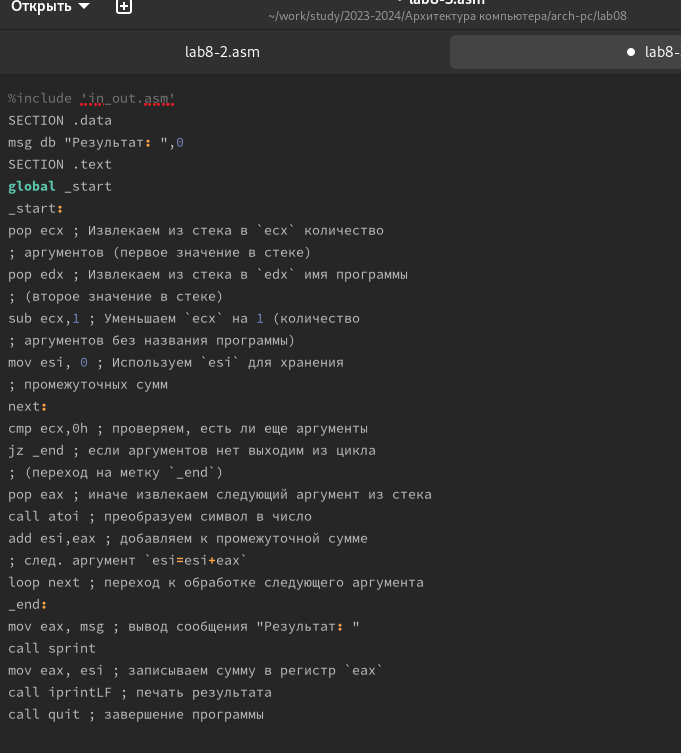 Открыть
~/work/study/2023-2024/Архитектура компьютера/arch-pc/lab08
lab8-2.asm
lab8-
%include 'in_out.asm'
SECTION .data
msg db "Результат: ",0
SECTION .text
global _start
_start:
pop ecx ; Извлекаем из стека в `ecx` количество
; аргументов (первое значение в стеке)
pop edx ; Извлекаем из стека в `edx` имя программы
; (второе значение в стеке)
sub ecx,1 ; Уменьшаем `ecx` на 1 (количество
; аргументов без названия программы)
mov esi, 0 ; Используем `esi` для хранения
; промежуточных сумм
next:
cmp ecx,0h ; проверяем, есть ли еще аргументы
jz _end ; если аргументов нет выходим из цикла
; (переход на метку `_end`)
pop eax ; иначе извлекаем следующий аргумент из стека
call atoi ; преобразуем символ в число
add esi,eax ; добавляем к промежуточной сумме
; след. аргумент `esi=esi+eax`
loop next ; переход к обработке следующего аргумента
_end:
mov eax, msg ; вывод сообщения "Результат: "
call sprint
mov eax, esi ; записываем сумму в регистр `eax`
call iprintLF ; печать результата
call quit ; завершение программы